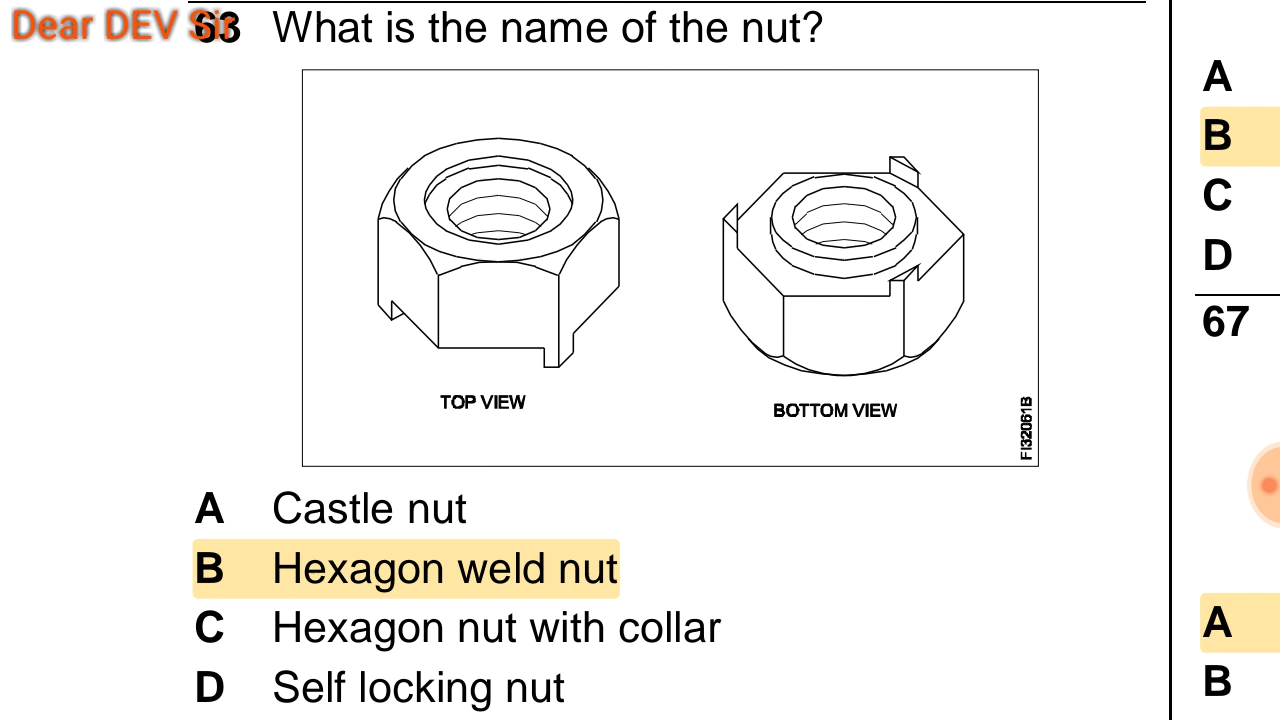 Dear DEV Sir
63 What is the name of the nut?
TOP VIEW
BOTTOM VIEW
FI32061B
A Castle nut
B Hexagon weld nut
C Hexagon nut with collar
D Self locking nut
A
B
C
D
67
A
B